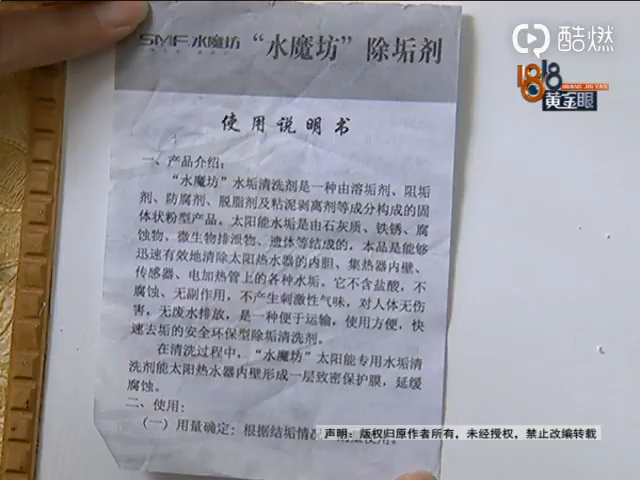 SMF水魔坊 “水魔坊” 除垢剂
酷燃
1818
HUANG JIN YAN
黄金眼
使用说明书
一、产品介绍：
“水魔坊”水垢清洗剂是一种由溶垢剂、阻垢
剂、防腐剂、脱脂剂及粘泥剥离剂等成分构成的固
体状粉型产品。太阳能水垢是由石灰质、铁锈、腐
蚀物、微生物排泄物、遗体等结成的，本品是能够
迅速有效地清除太阳热水器的内胆、集热器内壁、
传感器、电加热管上的各种水垢。它不含盐酸，不
腐蚀、无副作用，不产生刺激性气味，对人体无伤
害，无废水排放，是一种便于运输，使用方便，快
速去垢的安全环保型除垢清洗剂。
在清洗过程中，“水魔坊”太阳能专用水垢清
洗剂能太阳热水器内壁形成一层致密保护膜，延缓
腐蚀。
二、使用：
（一）用量确定：根据结垢情况
声明：版权归原作者所有，未经授权，禁止改编转载